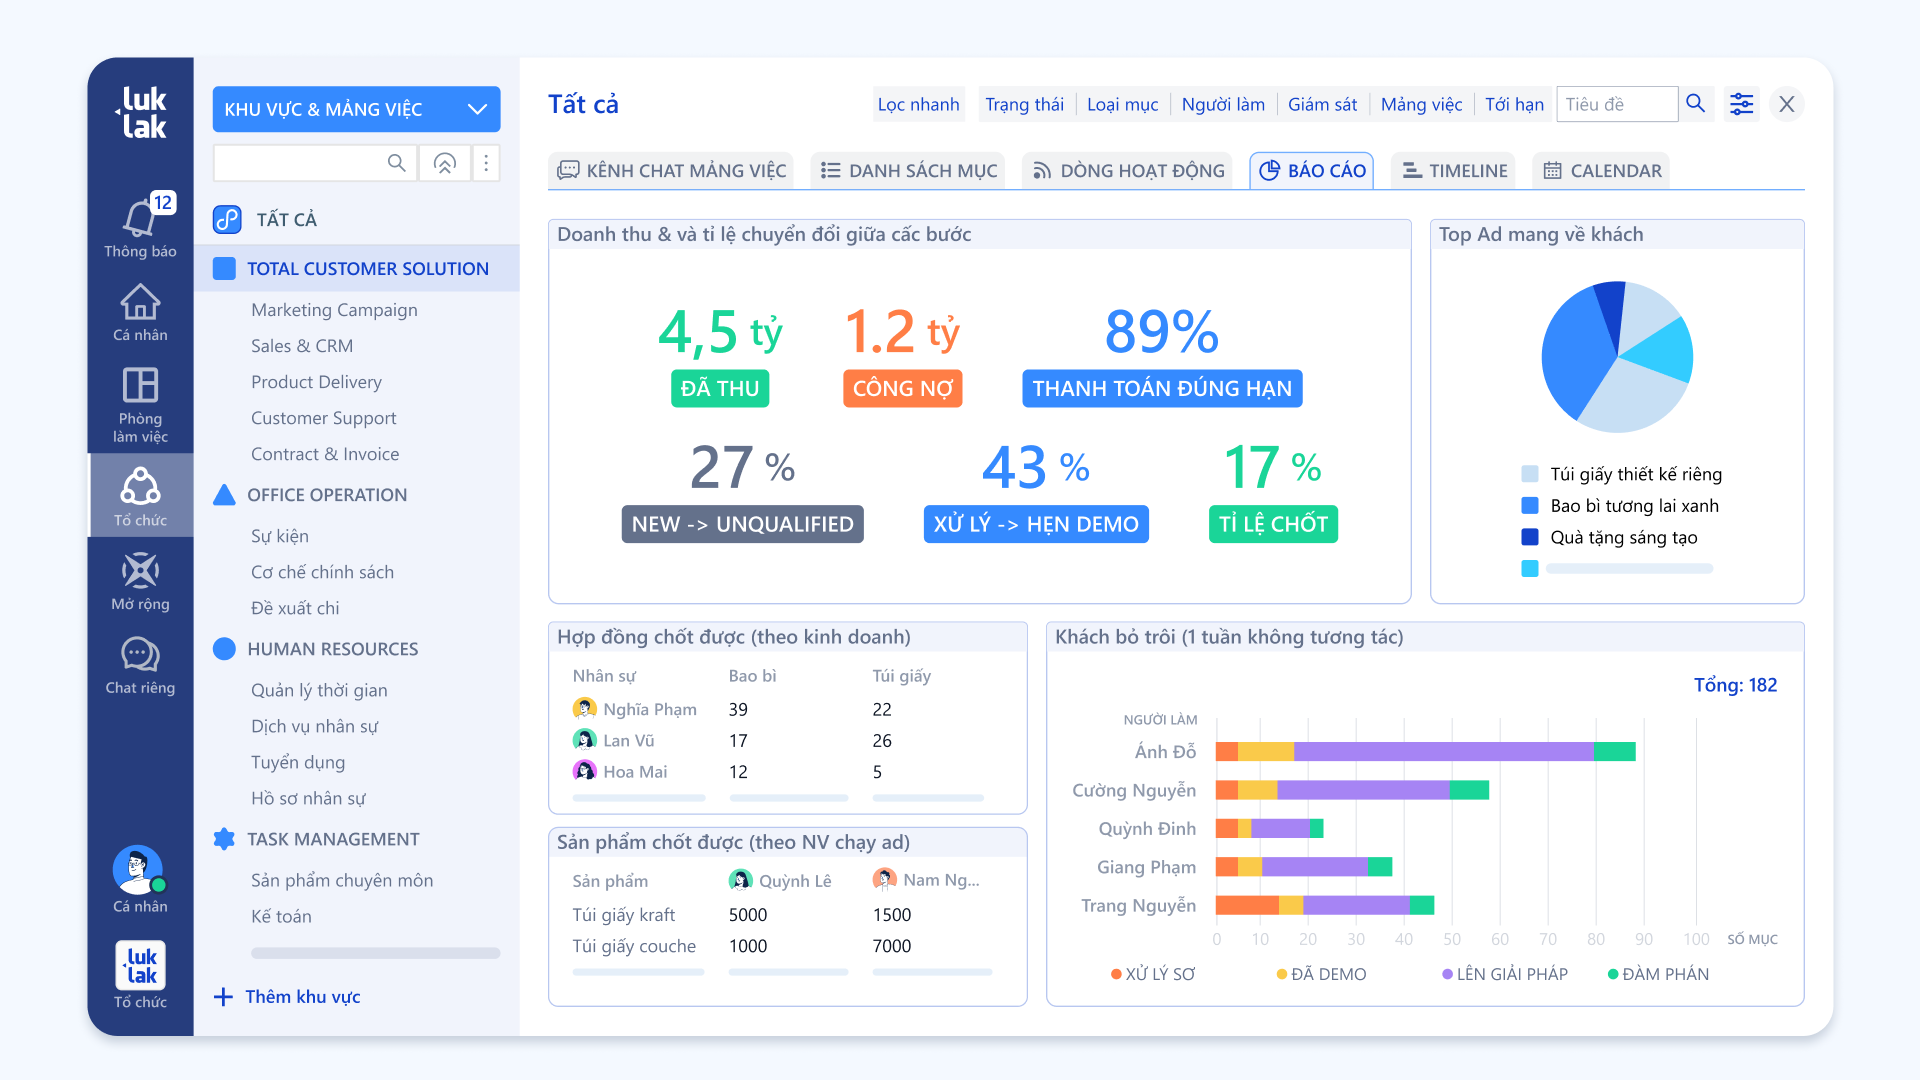 luk
lak
12
Thông báo
Cá nhân
Phòng
làm việc
Tổ chức
Mở rộng
Chat riêng
Cá nhân
luk
lak
Tổ chức
KHU VỰC & MẢNG VIỆC
TẤT CẢ
TOTAL CUSTOMER SOLUTION
Marketing Campaign
Sales & CRM
Product Delivery
Customer Support
Contract & Invoice
OFFICE OPERATION
Sự kiện
Cơ chế chính sách
Đề xuất chi
HUMAN RESOURCES
Quản lý thời gian
Dịch vụ nhân sự
Tuyển dụng
Hồ sơ nhân sự
TASK MANAGEMENT
Sản phẩm chuyên môn
Kế toán
Thêm khu vực
Tất cả
Lọc nhanh Trạng thái Loại mục Người làm Giám sát Mảng việc Tới hạn Tiêu đề X
KÊNH CHAT MẢNG VIỆC DANH SÁCH MỤC DÒNG HOẠT ĐỘNG BÁO CÁO TIMELINE CALENDAR
Doanh thu & và tỉ lệ chuyển đổi giữa cấc bước
4,5 tỷ 1.2 tỷ 89%
ĐÃ THU CÔNG NỢ THANH TOÁN ĐÚNG HẠN
27 % 43 % 17 %
NEW -> UNQUALIFIED XỬ LÝ -> HẸN DEMO TỈ LỆ CHỐT
Top Ad mang về khách
Túi giấy thiết kế riêng
Bao bì tương lai xanh
Quà tặng sáng tạo
Hợp đồng chốt được (theo kinh doanh)
Nhân sự Bao bì Túi giấy
Nghĩa Phạm 39 22
Lan Vũ 17 26
Hoa Mai 12 5
Sản phẩm chốt được (theo NV chạy ad)
Sản phẩm Quỳnh Lê Nam Ng...
Túi giấy kraft 5000 1500
Túi giấy couche 1000 7000
Khách bỏ trôi (1 tuần không tương tác)
Tổng: 182
NGƯỜI LÀM
Ánh Đỗ
Cường Nguyễn
Quỳnh Đinh
Giang Phạm
Trang Nguyễn
0 10 20 30 40 50 60 70 80 90 100 SỐ MỤC
XỬ LÝ SƠ ĐÃ DEMO LÊN GIẢI PHÁP ĐÀM PHÁN